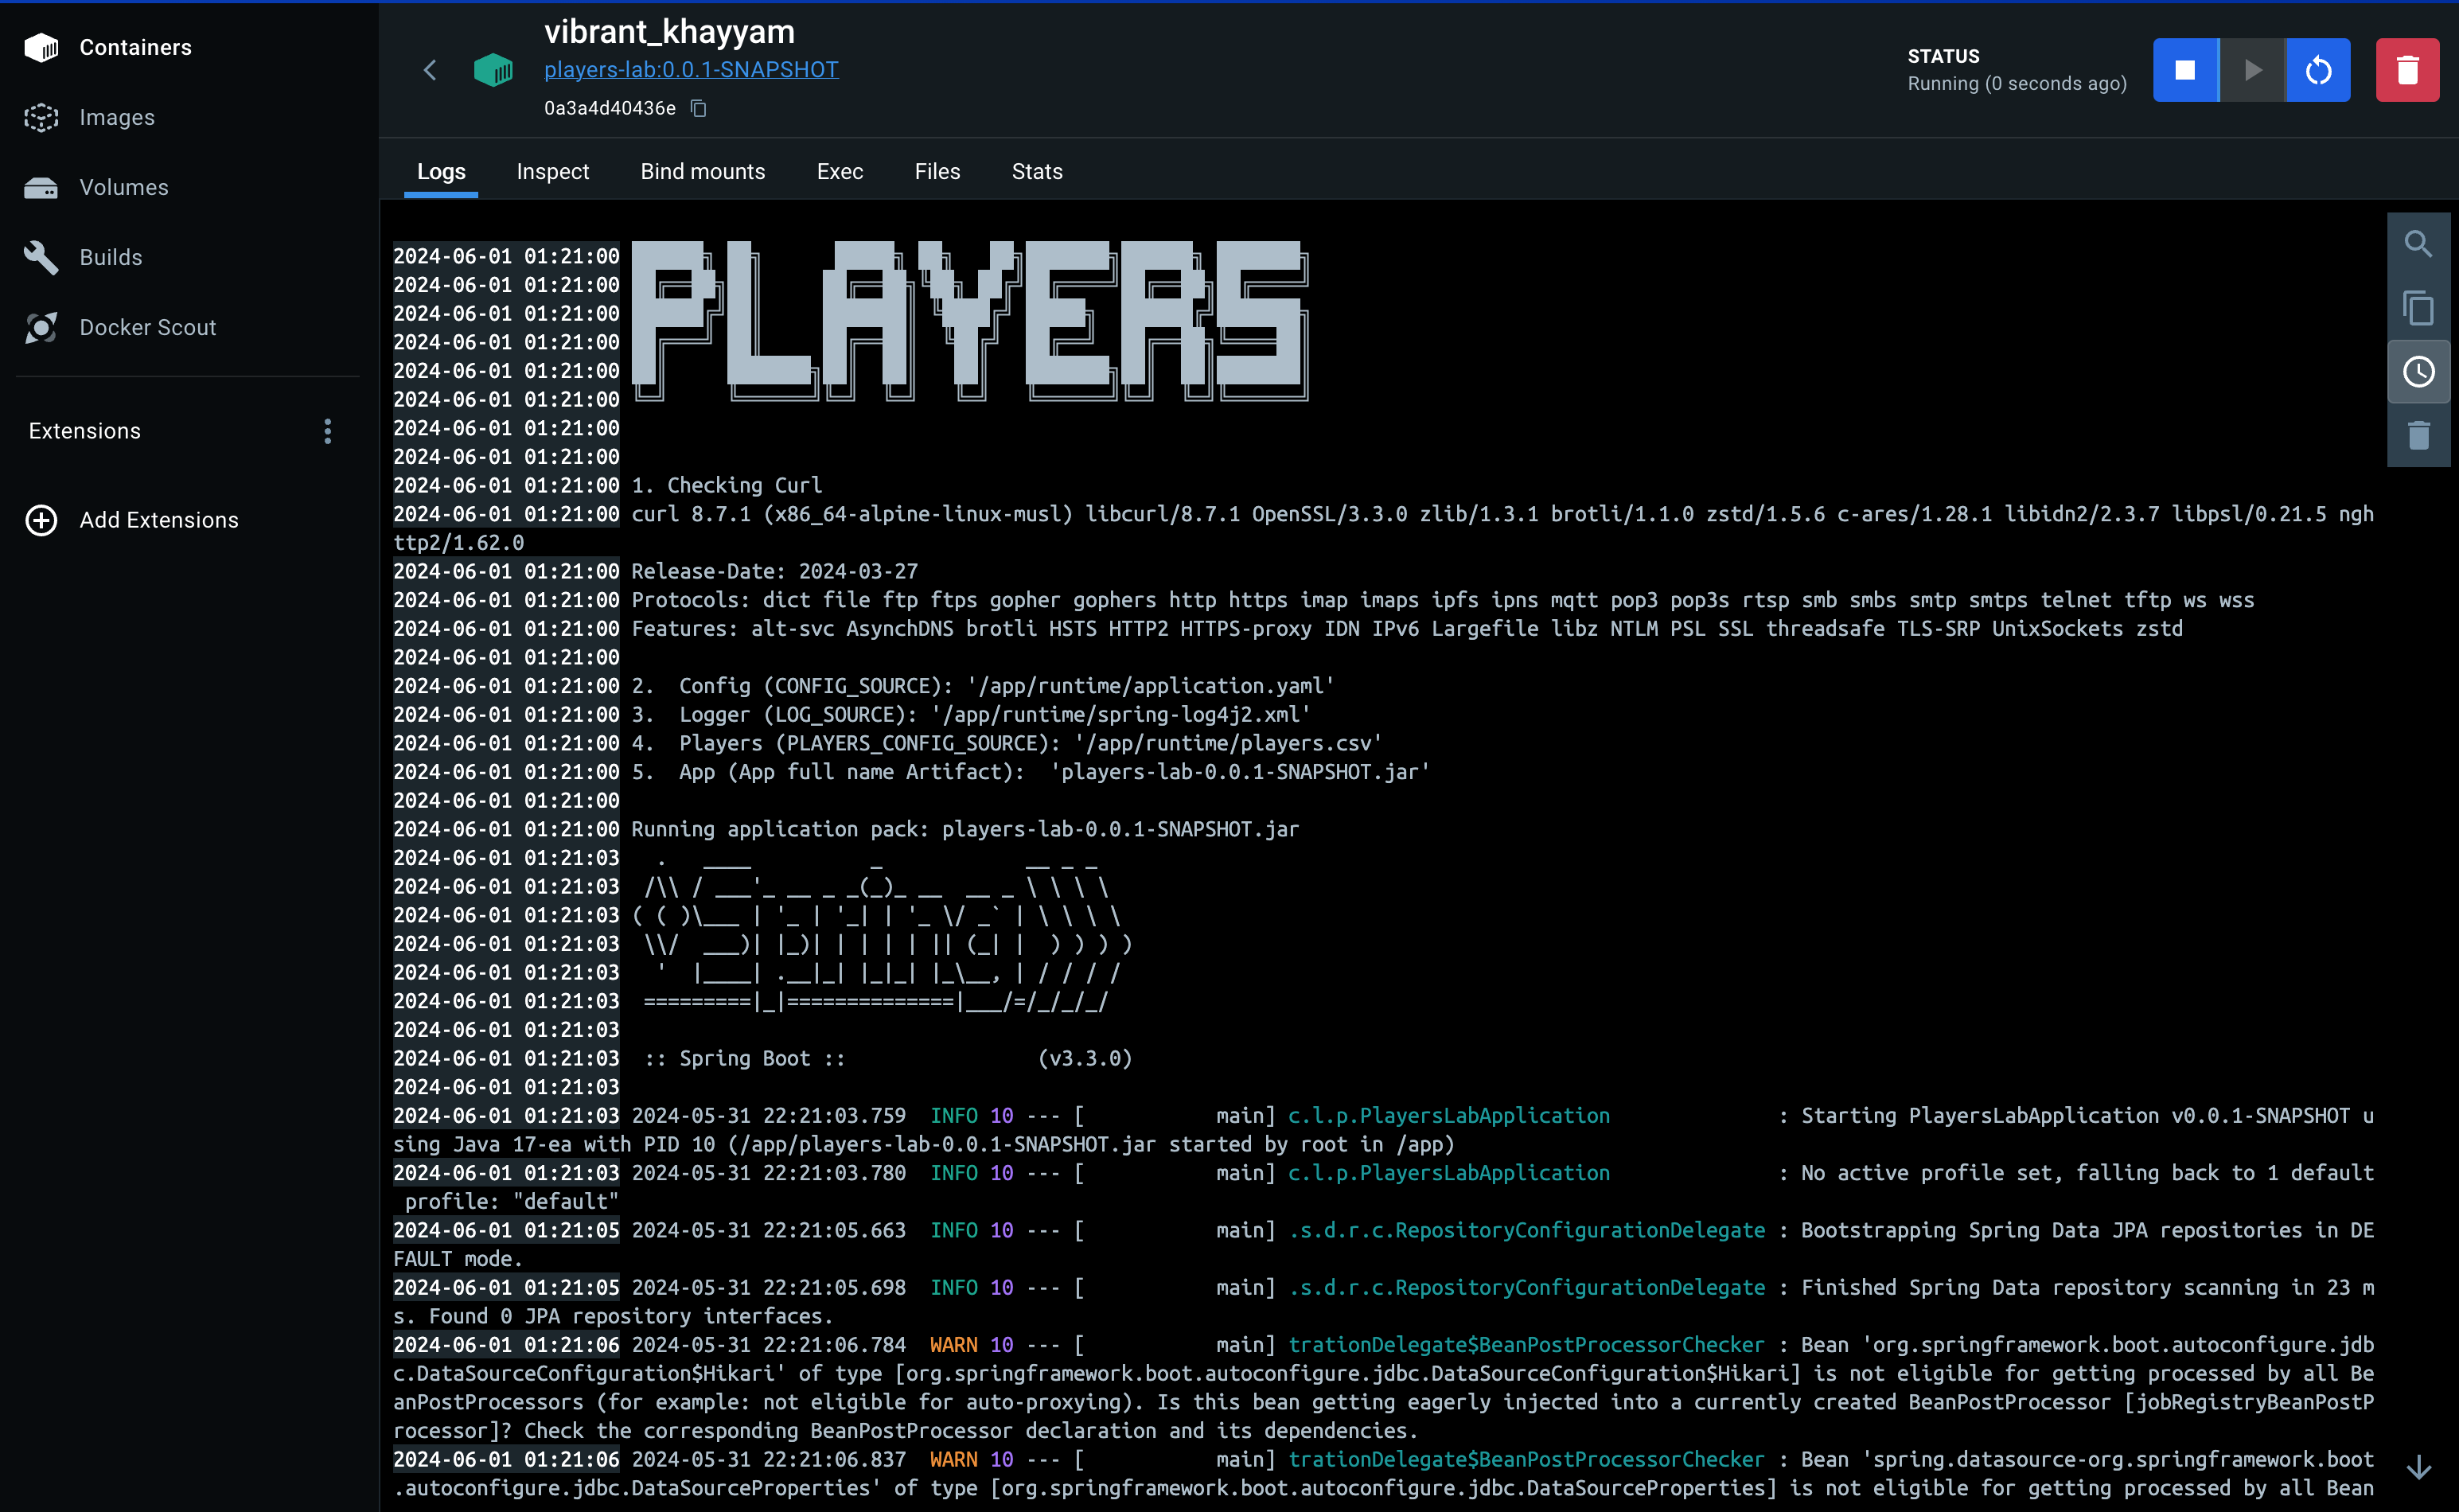 Containers
Images
Volumes
Builds
Docker Scout
Extensions
Add Extensions
vibrant_khayyam
players-lab:0.0.1-SNAPSHOT
0a3a4d40436e
STATUS
Running (0 seconds ago)
Logs Inspect Bind mounts Exec Files Stats
2024-06-01 01:21:00 PLAYERS
2024-06-01 01:21:00
2024-06-01 01:21:00
2024-06-01 01:21:00
2024-06-01 01:21:00
2024-06-01 01:21:00
2024-06-01 01:21:00
2024-06-01 01:21:00
2024-06-01 01:21:00 1. Checking Curl
2024-06-01 01:21:00 curl 8.7.1 (x86_64-alpine-linux-musl) libcurl/8.7.1 OpenSSL/3.3.0 zlib/1.3.1 brotli/1.1.0 zstd/1.5.6 c-ares/1.28.1 libidn2/2.3.7 libpsl/0.21.5 ngh
ttp2/1.62.0
2024-06-01 01:21:00 Release-Date: 2024-03-27
2024-06-01 01:21:00 Protocols: dict file ftp ftps gopher gophers http https imap imaps ipfs ipns mqtt pop3 pop3s rtsp smb smbs smtp smtps telnet tftp ws wss
2024-06-01 01:21:00 Features: alt-svc AsynchDNS brotli HSTS HTTP2 HTTPS-proxy IDN IPv6 Largefile libz NTLM PSL SSL threadsafe TLS-SRP UnixSockets zstd
2024-06-01 01:21:00
2024-06-01 01:21:00 2.  Config (CONFIG_SOURCE): '/app/runtime/application.yaml'
2024-06-01 01:21:00 3.  Logger (LOG_SOURCE): '/app/runtime/spring-log4j2.xml'
2024-06-01 01:21:00 4.  Players (PLAYERS_CONFIG_SOURCE): '/app/runtime/players.csv'
2024-06-01 01:21:00 5.  App (App full name Artifact):  'players-lab-0.0.1-SNAPSHOT.jar'
2024-06-01 01:21:00
2024-06-01 01:21:00 Running application pack: players-lab-0.0.1-SNAPSHOT.jar
2024-06-01 01:21:03   .   ____          _            __ _ _
2024-06-01 01:21:03  /\\ / ___'_ __ _ _(_)_ __  __ _ \ \ \ \
2024-06-01 01:21:03 ( ( )\___ | '_ | '_| | '_ \/ _` | \ \ \ \
2024-06-01 01:21:03  \\/  ___)| |_)| | | | | || (_| |  ) ) ) )
2024-06-01 01:21:03   '  |____| .__|_| |_|_| |_\__, | / / / /
2024-06-01 01:21:03  =========|_|==============|___/=/_/_/_/
2024-06-01 01:21:03
2024-06-01 01:21:03  :: Spring Boot ::                (v3.3.0)
2024-06-01 01:21:03
2024-06-01 01:21:03 2024-05-31 22:21:03.759  INFO 10 --- [           main] c.l.p.PlayersLabApplication              : Starting PlayersLabApplication v0.0.1-SNAPSHOT u
sing Java 17-ea with PID 10 (/app/players-lab-0.0.1-SNAPSHOT.jar started by root in /app)
2024-06-01 01:21:03 2024-05-31 22:21:03.780  INFO 10 --- [           main] c.l.p.PlayersLabApplication              : No active profile set, falling back to 1 default
 profile: "default"
2024-06-01 01:21:05 2024-05-31 22:21:05.663  INFO 10 --- [           main] .s.d.r.c.RepositoryConfigurationDelegate : Bootstrapping Spring Data JPA repositories in DE
FAULT mode.
2024-06-01 01:21:05 2024-05-31 22:21:05.698  INFO 10 --- [           main] .s.d.r.c.RepositoryConfigurationDelegate : Finished Spring Data repository scanning in 23 m
s. Found 0 JPA repository interfaces.
2024-06-01 01:21:06 2024-05-31 22:21:06.784  WARN 10 --- [           main] trationDelegate$BeanPostProcessorChecker : Bean 'org.springframework.boot.autoconfigure.jdb
c.DataSourceConfiguration$Hikari' of type [org.springframework.boot.autoconfigure.jdbc.DataSourceConfiguration$Hikari] is not eligible for getting processed by all Be
anPostProcessors (for example: not eligible for auto-proxying). Is this bean getting eagerly injected into a currently created BeanPostProcessor [jobRegistryBeanPostP
rocessor]? Check the corresponding BeanPostProcessor declaration and its dependencies.
2024-06-01 01:21:06 2024-05-31 22:21:06.837  WARN 10 --- [           main] trationDelegate$BeanPostProcessorChecker : Bean 'spring.datasource-org.springframework.boot
.autoconfigure.jdbc.DataSourceProperties' of type [org.springframework.boot.autoconfigure.jdbc.DataSourceProperties] is not eligible for getting processed by all Bean